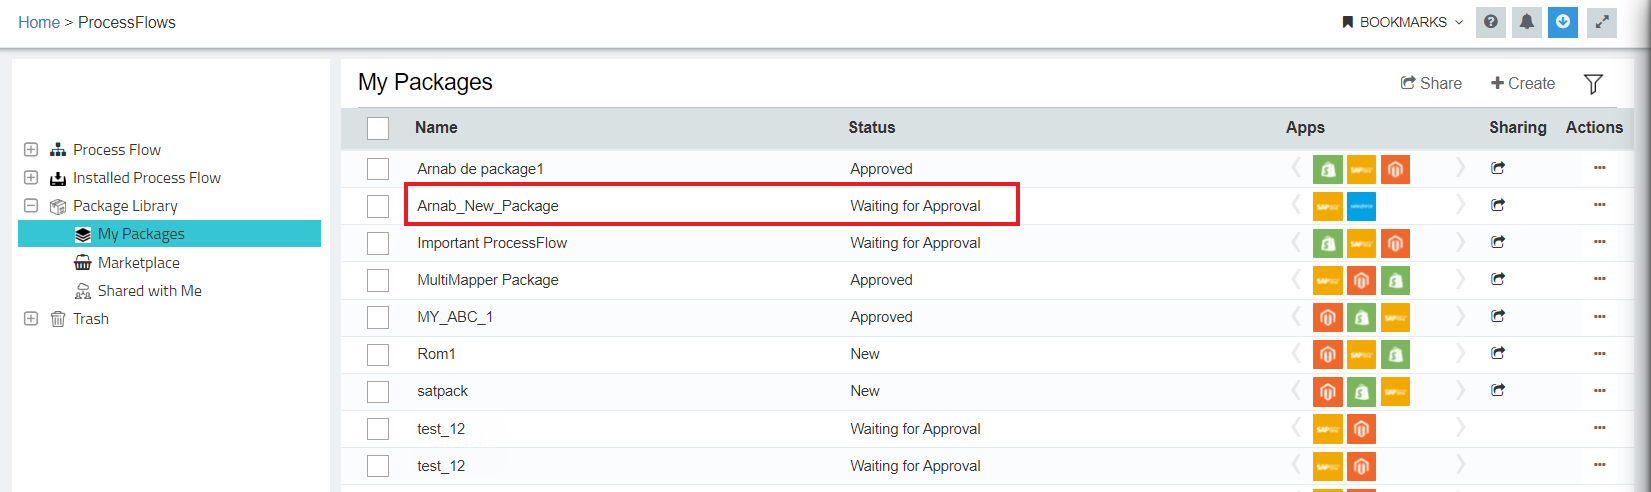 Home > ProcessFlows
BOOKMARKS
My Packages
Share
Create
Process Flow
Installed Process Flow
Package Library
My Packages
Marketplace
Shared with Me
Trash
Name Status Apps Sharing Actions
Arnab de package1 Approved
Arnab_New_Package Waiting for Approval
Important ProcessFlow Waiting for Approval
MultiMapper Package Approved
MY_ABC_1 Approved
Rom1 New
satpack New
test_12 Waiting for Approval
test_12 Waiting for Approval